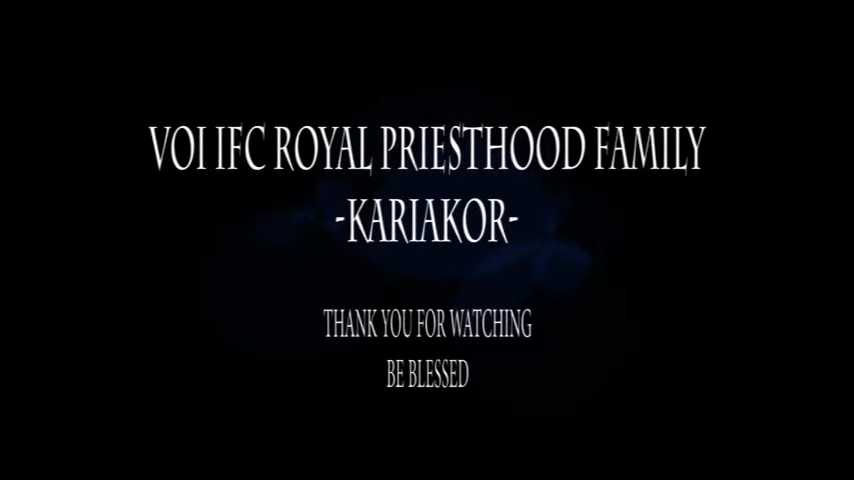 VOI IFC ROYAL PRIESTHOOD FAMILY
-KARIAKOR-
THANK YOU FOR WATCHING
BE BLESSED